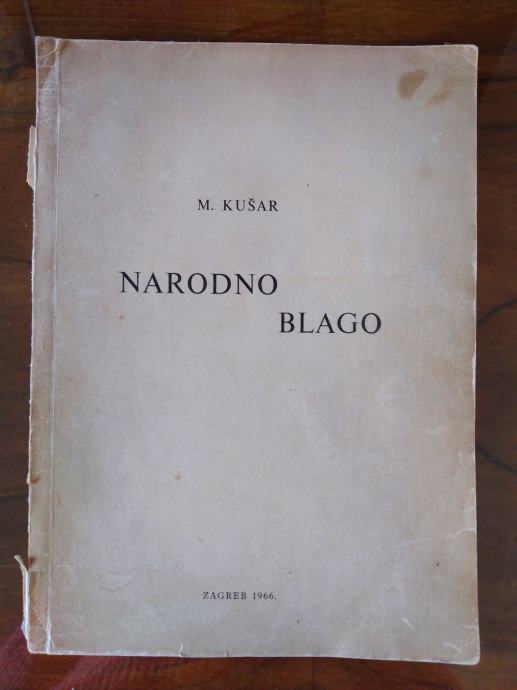 M. KUŠAR
NARODNO
BLAGO
ZAGREB 1966.